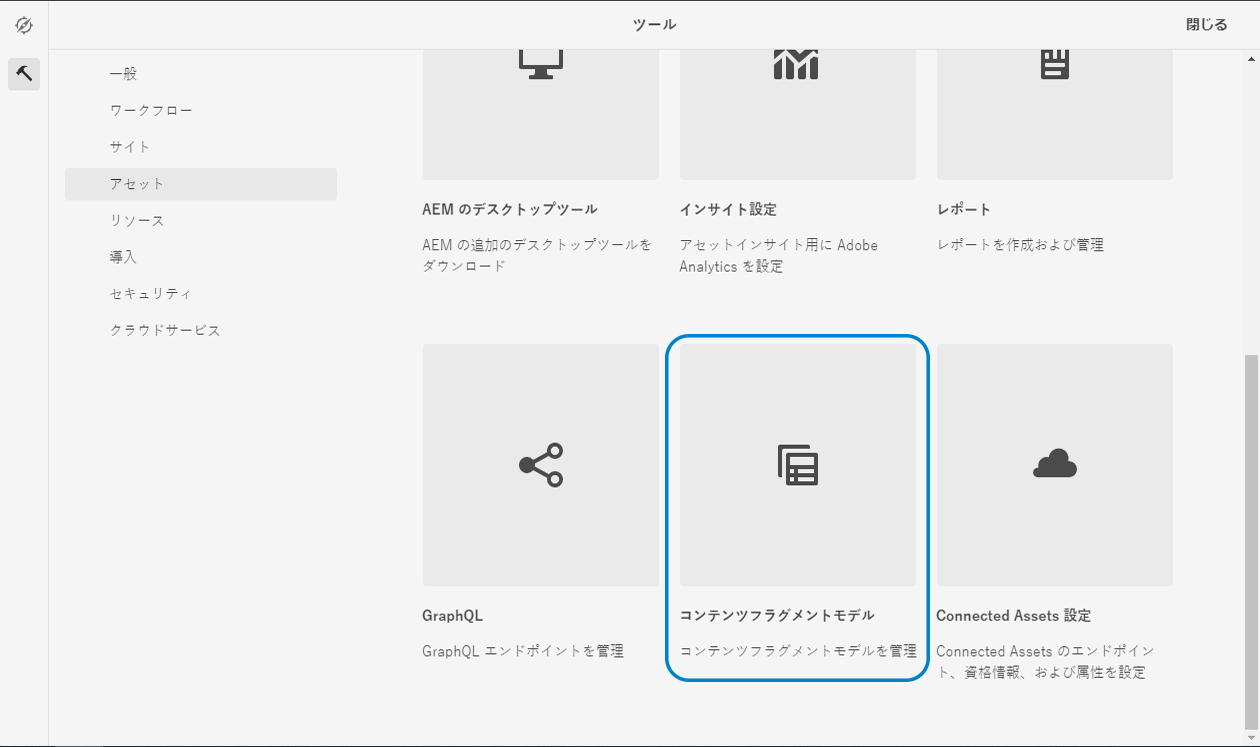 ツール
閉じる
一般
ワークフロー
サイト
アセット
リソース
導入
セキュリティ
クラウドサービス
AEM のデスクトップツール
AEM の追加のデスクトップツールを
ダウンロード
インサイト設定
アセットインサイト用に Adobe
Analytics を設定
レポート
レポートを作成および管理
GraphQL
GraphQL エンドポイントを管理
コンテンツフラグメントモデル
コンテンツフラグメントモデルを管理
Connected Assets 設定
Connected Assets のエンドポイン
ト、資格情報、および属性を設定